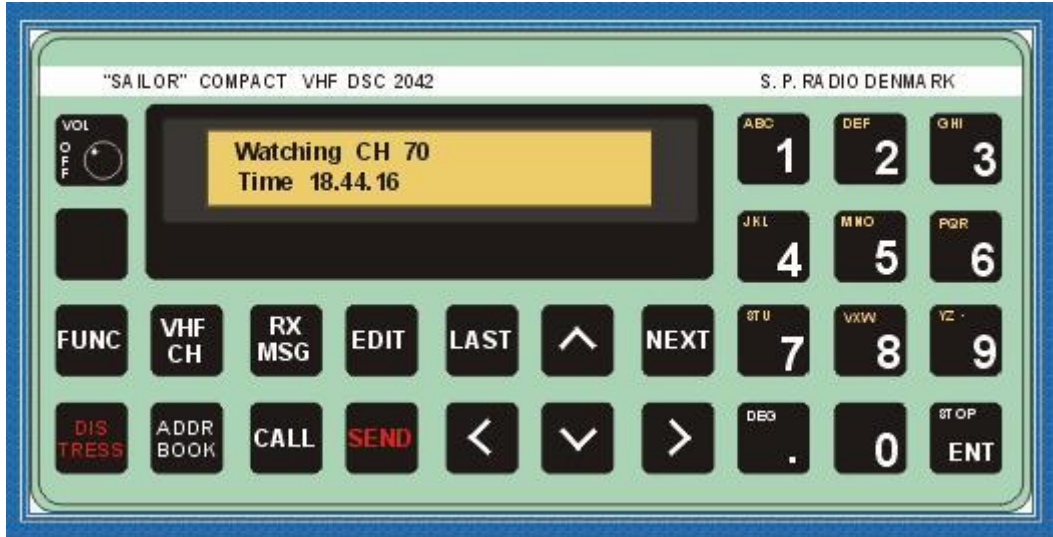 "SAILOR" COMPACT VHF DSC 2042 S. P. RADIO DENMARK
VOL
OFF
Watching CH 70
Time 18.44.16
ABC 1
DEF 2
GHI 3
JKL 4
MNO 5
PQR 6
FUNC
VHF
CH
RX
MSG
EDIT
LAST
NEXT
STU 7
VXW 8
YZ - 9
DIS
TRESS
ADDR
BOOK
CALL
SEND
DEG .
0
STOP
ENT